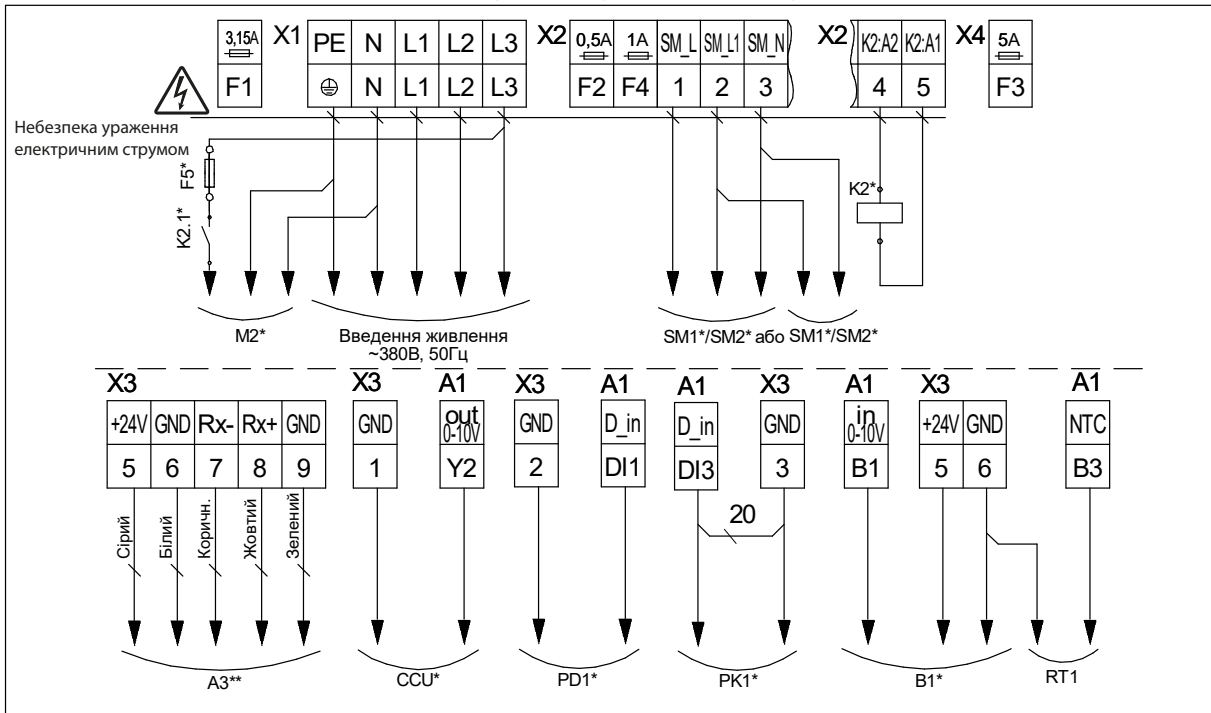 3,15A X1 PE N L1 L2 L3 X2 0,5A 1A SM_L SM_L1 SM_N X2 K2:A2 K2:A1 X4 5A
F1 N L1 L2 L3 F2 F4 1 2 3 4 5 F3
Небезпека ураження
електричним струмом
F5*
K2.1*
K2*
M2*
Введення живлення
~380В, 50Гц
SM1*/SM2* або SM1*/SM2*
X3 X3 A1 X3 A1 A1 X3 A1 X3 A1
+24V GND Rx- Rx+ GND GND out 0-10V GND D_in D_in GND in 0-10V +24V GND NTC
5 6 7 8 9 1 Y2 2 DI1 DI3 3 B1 5 6 B3
Сірий
Білий
Коричн.
Жовтий
Зелений
20
A3** CCU* PD1* PK1* B1* RT1